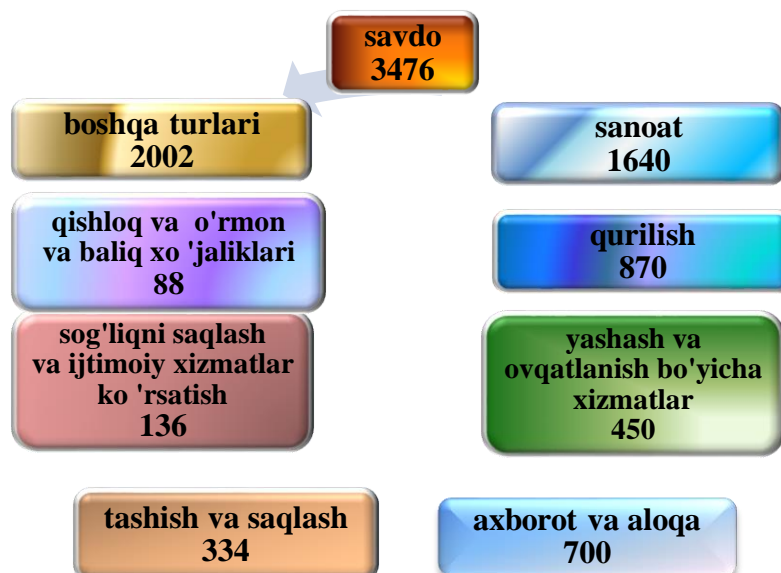 savdo
3476
boshqa turlari
2002
sanoat
1640
qishloq va o'rmon
va baliq xo 'jaliklari
88
qurilish
870
sog'liqni saqlash
va ijtimoiy xizmatlar
ko 'rsatish
136
yashash va
ovqatlanish bo'yicha
xizmatlar
450
tashish va saqlash
334
axborot va aloqa
700